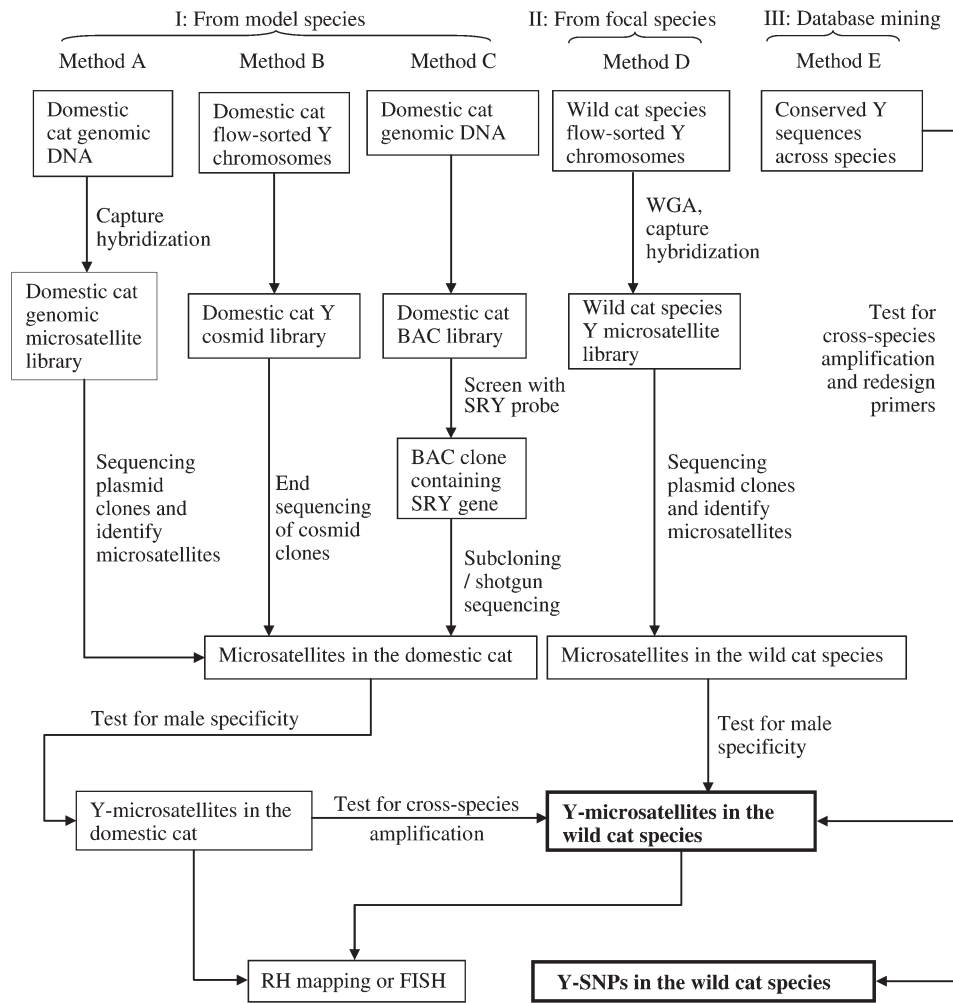 I: From model species
II: From focal species
III: Database mining
Method A
Method B
Method C
Method D
Method E
Domestic
cat genomic
DNA
Domestic cat
flow-sorted Y
chromosomes
Domestic cat
genomic DNA
Wild cat species
flow-sorted Y
chromosomes
Conserved Y
sequences
across species
Capture
hybridization
WGA,
capture
hybridization
Domestic cat
genomic
microsatellite
library
Domestic cat Y
cosmid library
Domestic cat
BAC library
Wild cat species
Y microsatellite
library
Test for
cross-species
amplification
and redesign
primers
Screen with
SRY probe
BAC clone
containing
SRY gene
Sequencing
plasmid
clones and
identify
microsatellites
End
sequencing
of cosmid
clones
Subcloning
/ shotgun
sequencing
Sequencing
plasmid clones
and identify
microsatellites
Microsatellites in the domestic cat
Microsatellites in the wild cat species
Test for male specificity
Test for male
specificity
Y-microsatellites in the
domestic cat
Test for cross-species
amplification
Y-microsatellites in the
wild cat species
RH mapping or FISH
Y-SNPs in the wild cat species